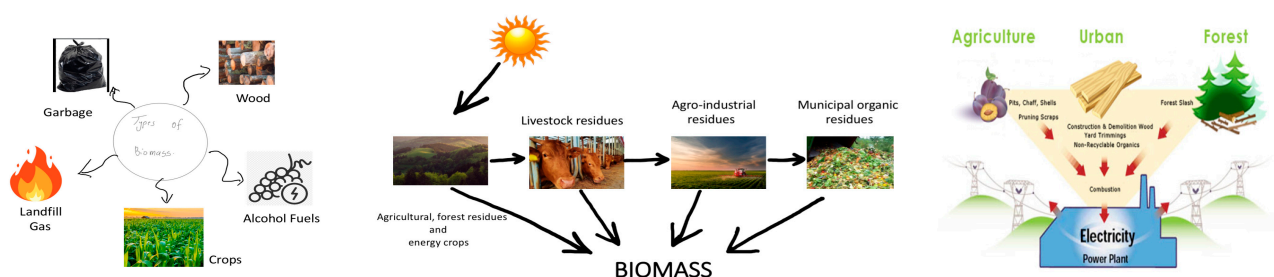 Garbage
Wood
Types of
Biomass.
Landfill
Gas
Crops
Alcohol Fuels
Livestock residues
Agro-industrial
residues
Municipal organic
residues
Agricultural, forest residues
and
energy crops
BIOMASS
Agriculture
Urban
Forest
Pits, Chaff, Shells
Pruning Scraps
Forest Slash
Construction & Demolition Wood
Yard Trimmings
Non-Recyclable Organics
Combustion
Electricity
Power Plant